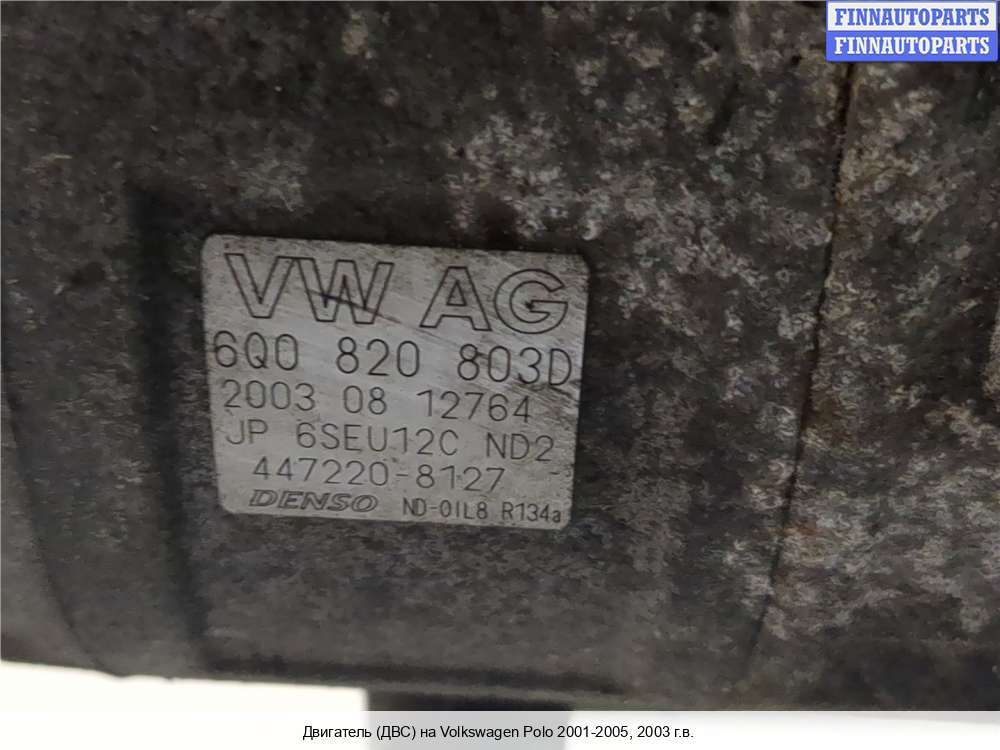 FINNAUTOPARTS
FINNAUTOPARTS
VW AG
6Q0 820 803D
2003 08 12764
JP 6SEU12C ND2
447220-8127
DENSO ND-OIL8 R134a
Двигатель (ДВС) на Volkswagen Polo 2001-2005, 2003 г.в.